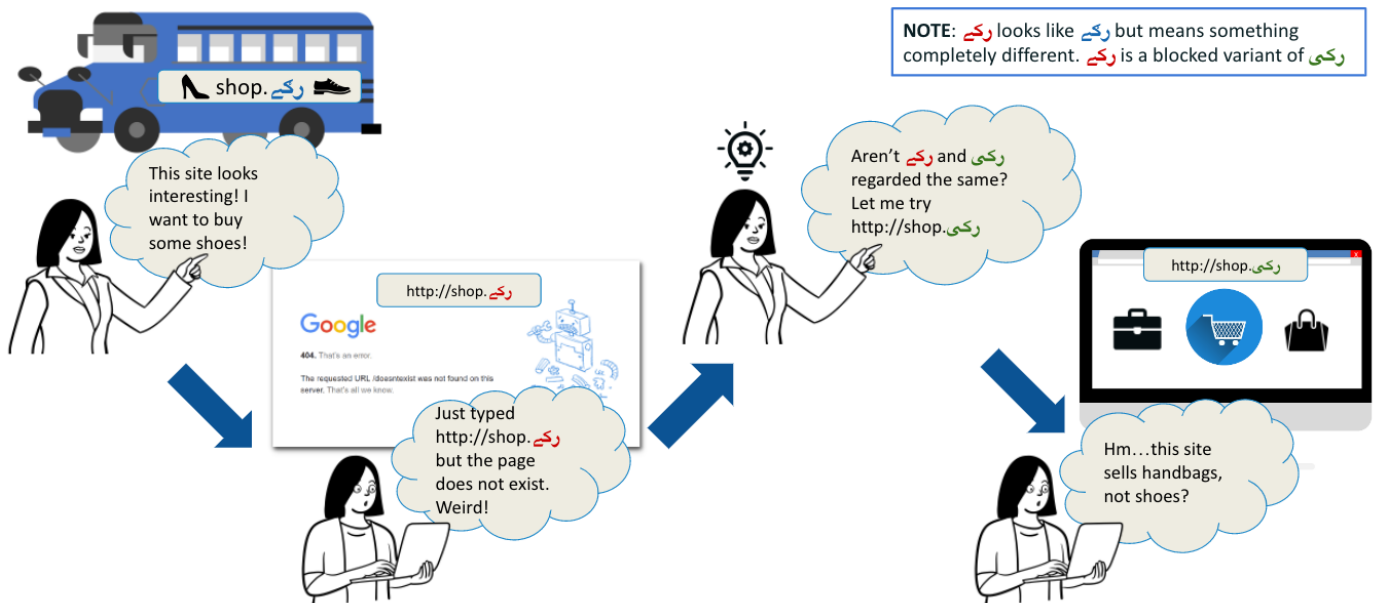 NOTE: رکے looks like but means something
completely different. رکے is a blocked variant of رکی
shop.
This site looks
interesting! I
want to buy
some shoes!
http://shop.رکے
Google
404. That's an error.
The requested URL /doesntexist was not found on this
server. That's all we know.
Just typed
http://shop.رکے
but the page
does not exist.
Weird!
Aren't رکے and رکی
regarded the same?
Let me try
http://shop.رکی
http://shop.رکی
X
Hm...this site
sells handbags,
not shoes?